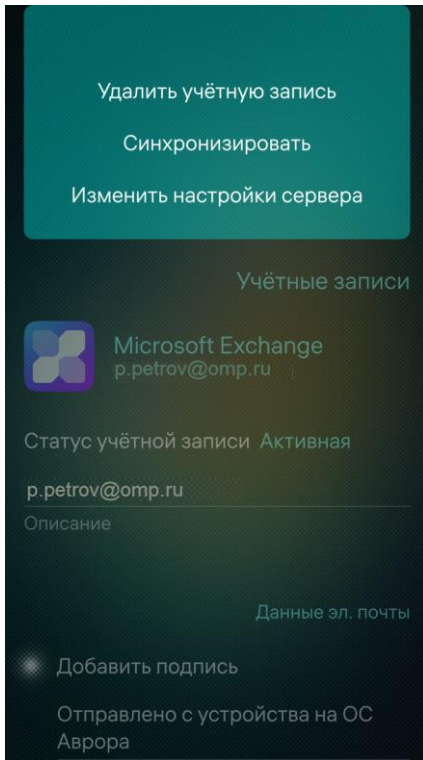 Удалить учётную запись
Синхронизировать
Изменить настройки сервера
Учётные записи
Microsoft Exchange
p.petrov@omp.ru
Статус учётной записи Активная
p.petrov@omp.ru
Описание
Данные эл. почты
Добавить подпись
Отправлено с устройства на ОС
Аврора